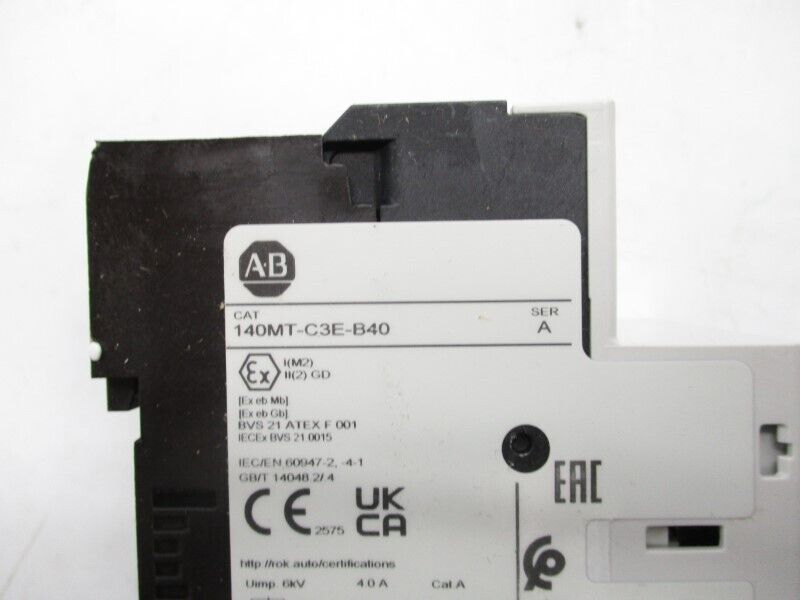 A-B
CAT
SER
140MT-C3E-B40
A
Ex
I(M2)
II(2) GD
[Ex eb Mb]
[Ex eb Gb]
BVS 21 ATEX F 001
IECEx BVS 21 0015
IEC/EN 60947-2, -4-1
GB/T 14048.2/.4
CE 2575
UK
CA
EAC
http://rok.auto/certifications
Uimp. 6kV 4.0 A Cat.A